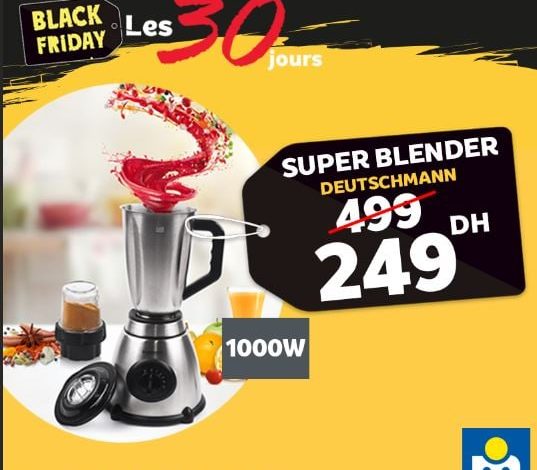 BLACK
FRIDAY
Les 30
jours
SUPER BLENDER
DEUTSCHMANN
499
249 DH
1000W